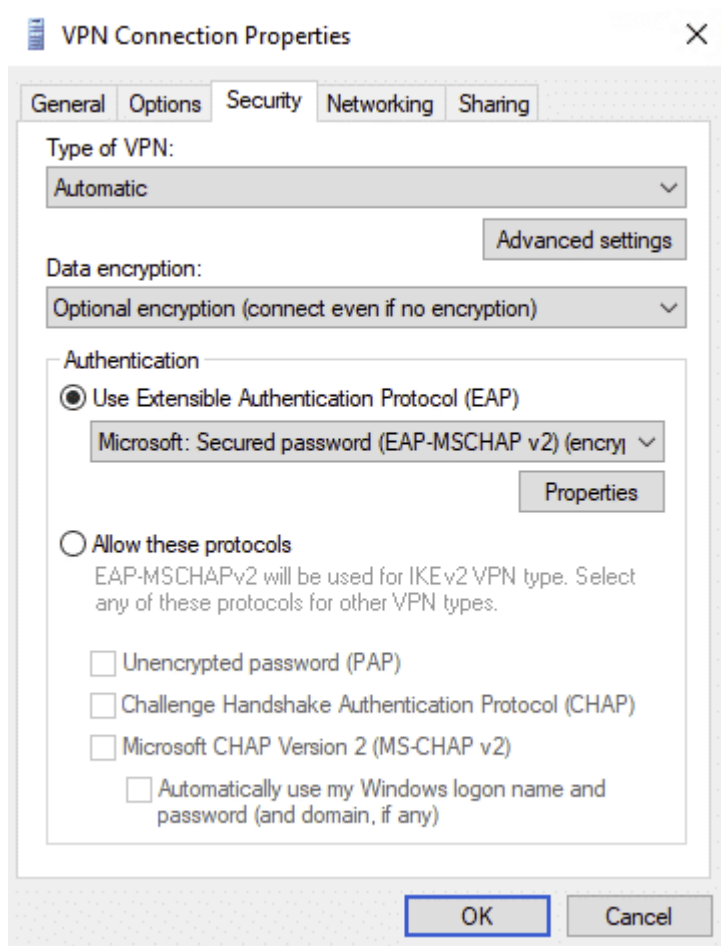 VPN Connection Properties
General Options Security Networking Sharing
Type of VPN:
Automatic
Advanced settings
Data encryption:
Optional encryption (connect even if no encryption)
Authentication
Use Extensible Authentication Protocol (EAP)
Microsoft: Secured password (EAP-MSCHAP v2) (encry
Properties
Allow these protocols
EAP-MSCHAPv2 will be used for IKEv2 VPN type. Select
any of these protocols for other VPN types.
Unencrypted password (PAP)
Challenge Handshake Authentication Protocol (CHAP)
Microsoft CHAP Version 2 (MS-CHAP v2)
Automatically use my Windows logon name and
password (and domain, if any)
OK Cancel